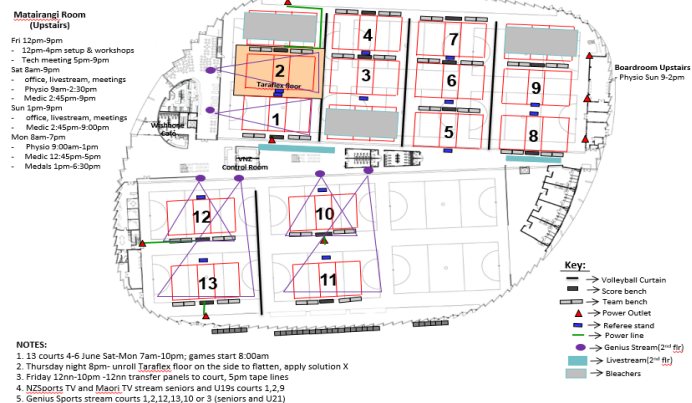 Matairangi Room
(Upstairs)
Fri 12pm-9pm
- 12pm-4pm setup & workshops
- Tech meeting 5pm-9pm
Sat 8am-9pm
- office, livestream, meetings
- Physio 9am-2:30pm
- Medic 2:45pm-9pm
Sun 1pm-9pm
- office, livestream, meetings
- Medic 2:45pm-9:00pm
Mon 8am-7pm
- Physio 9:00am-1pm
- Medic 12:45pm-5pm
- Medals 1pm-6:30pm
4
7
2
Taraflex floor
3
6
9
1
5
8
Wishbone
Café
VNZ
Control Room
Boardroom Upstairs
- Physio Sun 9-2pm
12
10
13
11
Key:
Volleyball Curtain
Score bench
Team bench
Power Outlet
Referee stand
Power line
Genius Stream(2nd flr)
Livestream(2nd flr)
Bleachers
NOTES:
1. 13 courts 4-6 June Sat-Mon 7am-10pm; games start 8:00am
2. Thursday night 8pm- unroll Taraflex floor on the side to flatten, apply solution X
3. Friday 12nn-10pm -12nn transfer panels to court, 5pm tape lines
4. NZSports TV and Maori TV stream seniors and U19s courts 1,2,9
5. Genius Sports stream courts 1,2,12,13,10 or 3 (seniors and U21)